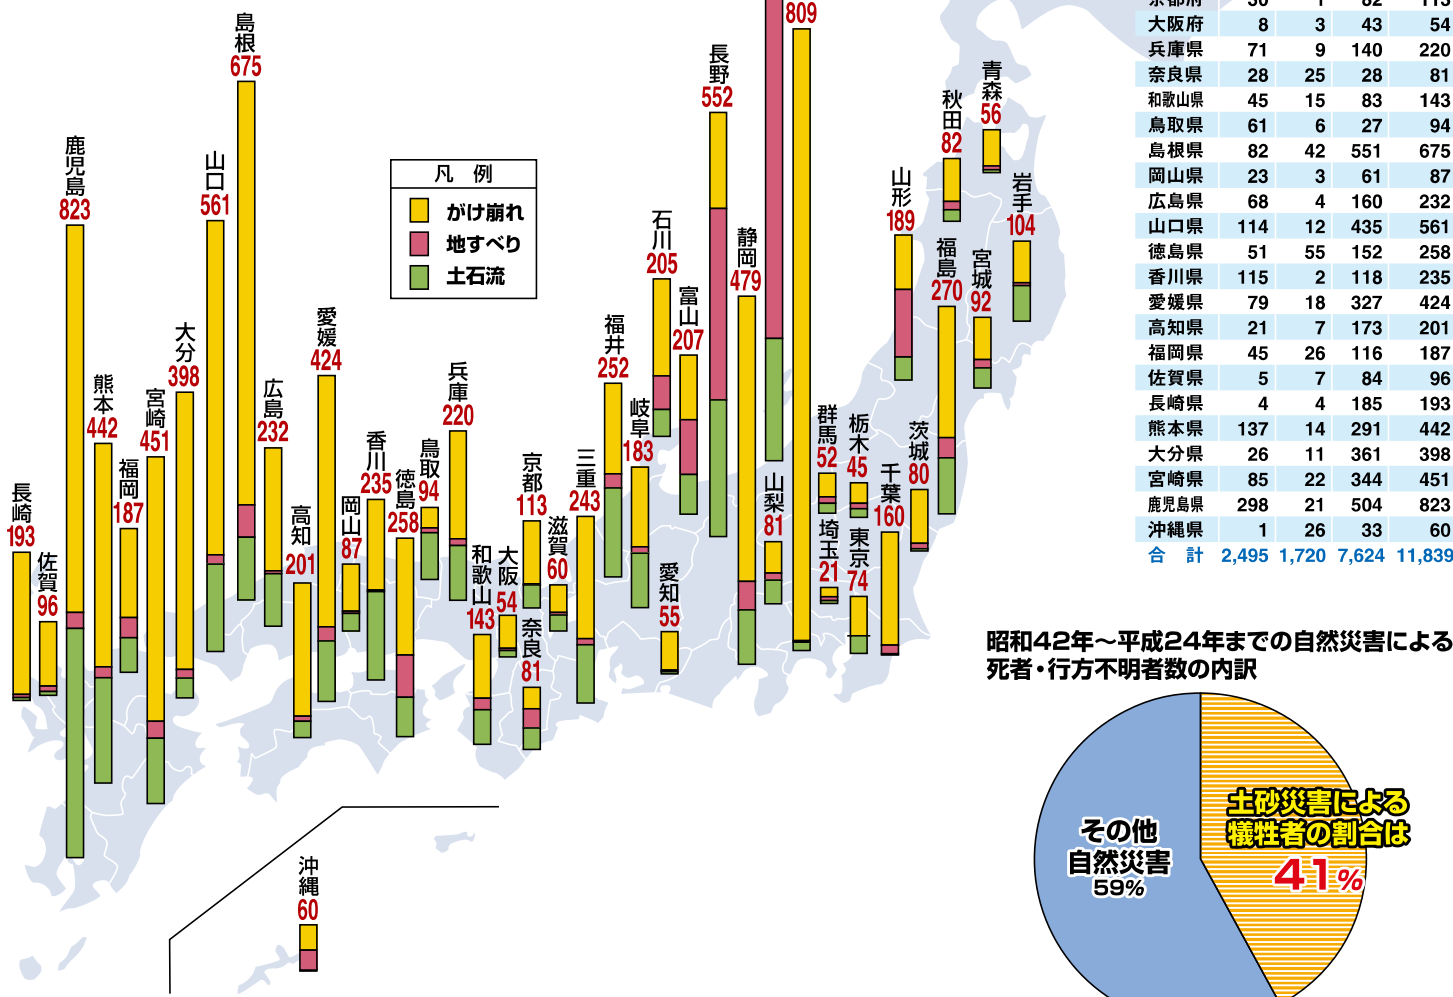 809
島根
675
長野
552
青森
56
秋田
82
鹿児島
823
山口
561
凡 例
がけ崩れ
地すべり
土石流
山形
189
岩手
104
石川
205
静岡
479
福島
270
宮城
92
富山
207
大分
398
愛媛
424
福井
252
熊本
442
宮崎
451
広島
232
兵庫
220
岐阜
183
群馬
52
栃木
45
茨城
80
福岡
187
香川
235
鳥取
94
徳島
258
京都
113
三重
243
山梨
81
千葉
160
長崎
193
佐賀
96
高知
201
岡山
87
和歌山
143
大阪
54
滋賀
60
埼玉
21
東京
74
愛知
55
奈良
81
沖縄
60
大阪府 8 3 43 54
兵庫県 71 9 140 220
奈良県 28 25 28 81
和歌山県 45 15 83 143
鳥取県 61 6 27 94
島根県 82 42 551 675
岡山県 23 3 61 87
広島県 68 4 160 232
山口県 114 12 435 561
徳島県 51 55 152 258
香川県 115 2 118 235
愛媛県 79 18 327 424
高知県 21 7 173 201
福岡県 45 26 116 187
佐賀県 5 7 84 96
長崎県 4 4 185 193
熊本県 137 14 291 442
大分県 26 11 361 398
宮崎県 85 22 344 451
鹿児島県 298 21 504 823
沖縄県 1 26 33 60
合 計 2,495 1,720 7,624 11,839
昭和42年～平成24年までの自然災害による
死者・行方不明者数の内訳
土砂災害による
犠牲者の割合は
41%
その他
自然災害
59%